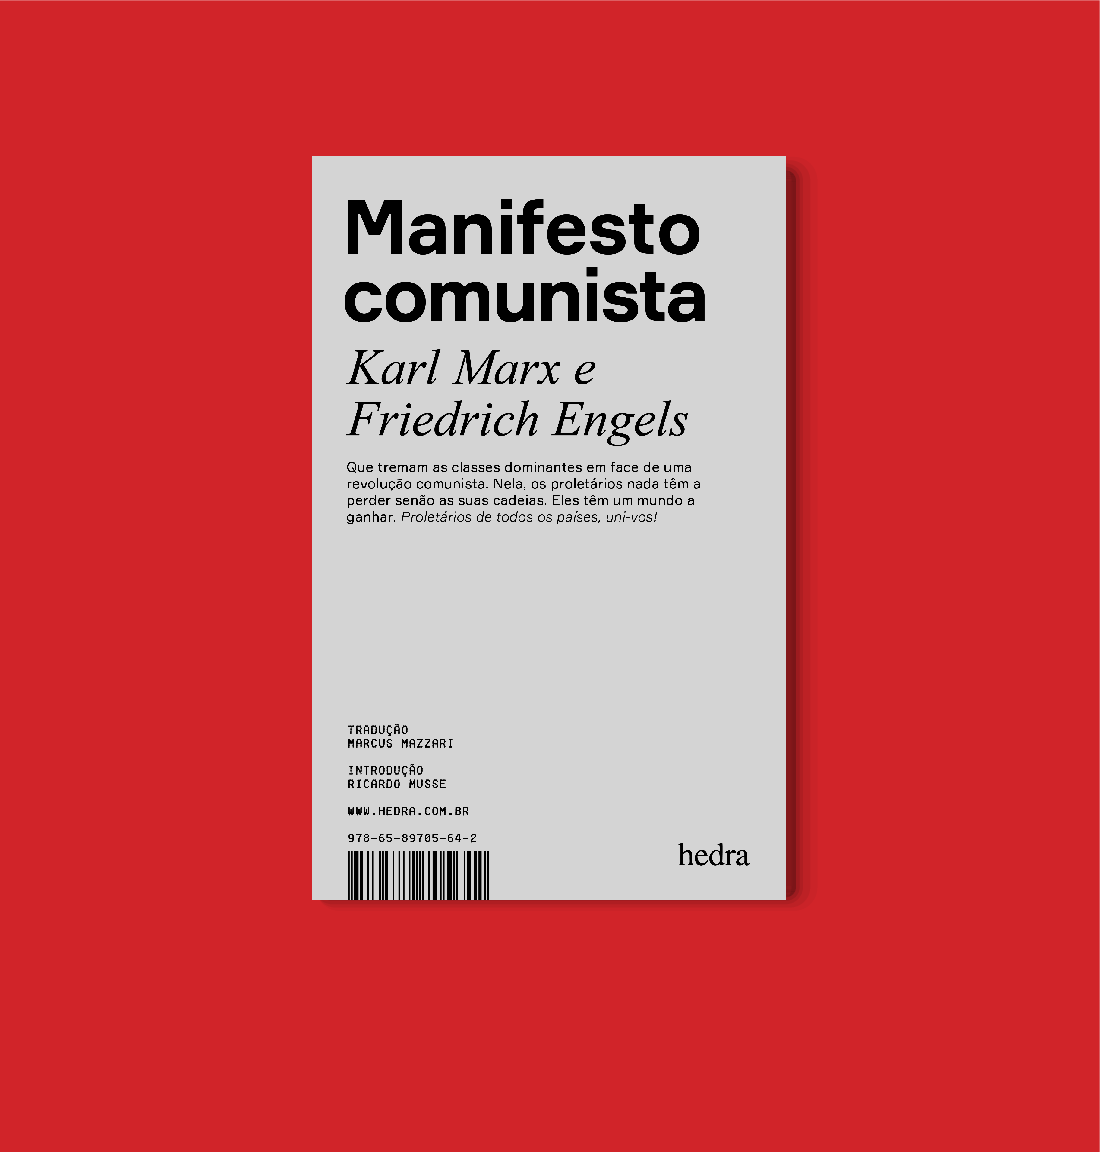 Manifesto
comunista
Karl Marx e
Friedrich Engels
Que tremam as classes dominantes em face de uma
revolução comunista. Nela, os proletários nada têm a
perder senão as suas cadeias. Eles têm um mundo a
ganhar. Proletários de todos os países, uni-vos!
TRADUÇÃO
MARCUS MAZZARI
INTRODUÇÃO
RICARDO MUSSE
WWW.HEDRA.COM.BR
978-65-89705-64-2
hedra